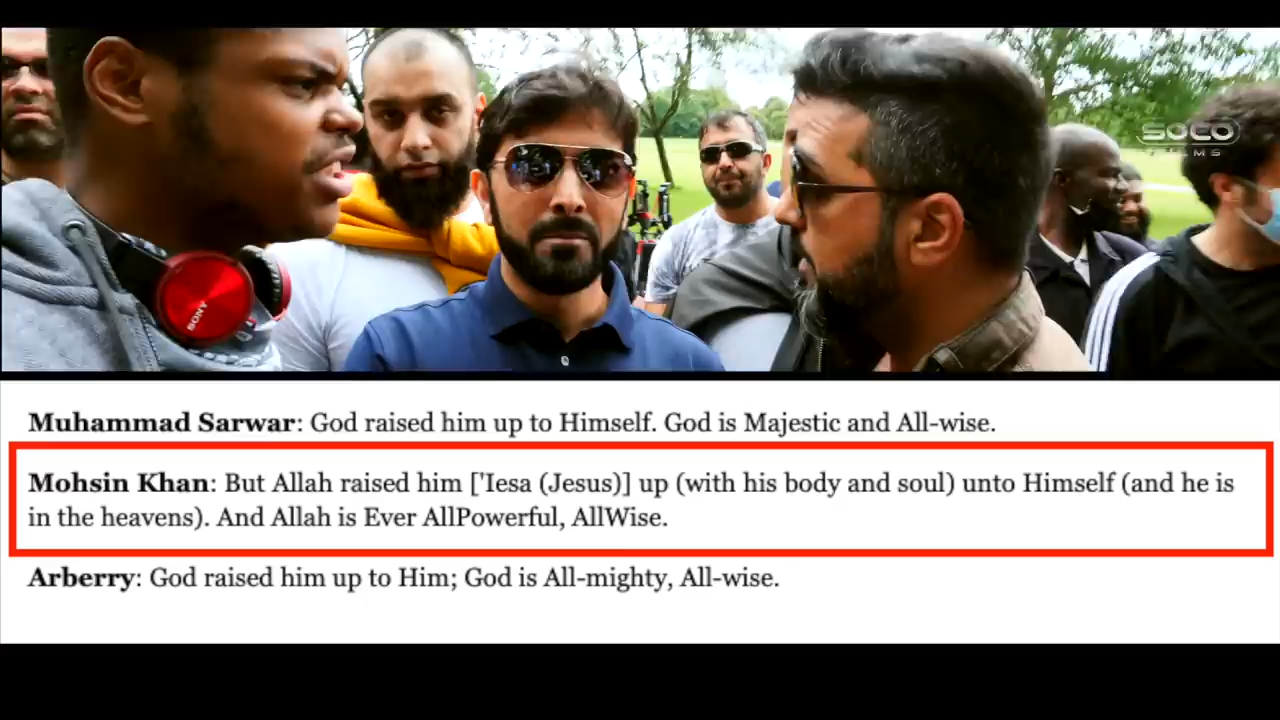 SOCO
FILMS
SONY
Muhammad Sarwar: God raised him up to Himself. God is Majestic and All-wise.
Mohsin Khan: But Allah raised him ['Iesa (Jesus)] up (with his body and soul) unto Himself (and he is
in the heavens). And Allah is Ever AllPowerful, AllWise.
Arberry: God raised him up to Him; God is All-mighty, All-wise.